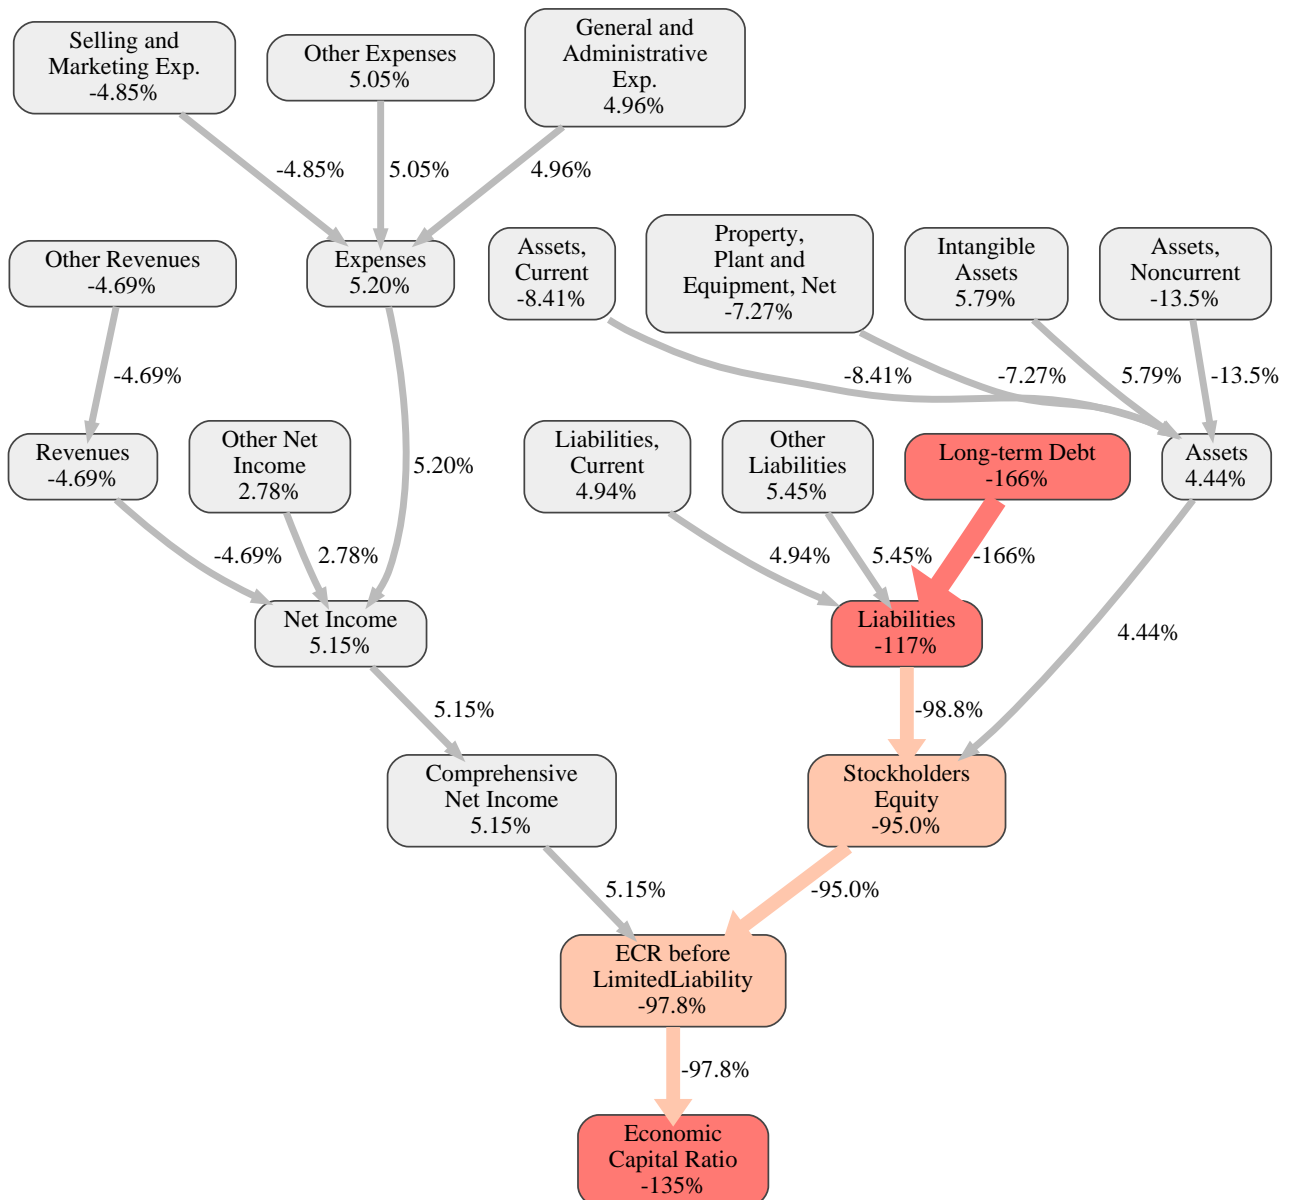 Selling and
Marketing Exp.
-4.85%
Other Expenses
5.05%
General and
Administrative
Exp.
4.96%
-4.85%
5.05%
4.96%
Other Revenues
-4.69%
Expenses
5.20%
Assets,
Current
-8.41%
Property,
Plant and
Equipment, Net
-7.27%
Intangible
Assets
5.79%
Assets,
Noncurrent
-13.5%
-4.69%
-8.41%
-7.27%
5.79%
-13.5%
Revenues
-4.69%
Other Net
Income
2.78%
5.20%
Liabilities,
Current
4.94%
Other
Liabilities
5.45%
Long-term Debt
-166%
Assets
4.44%
-4.69%
2.78%
4.94%
5.45%
-166%
Net Income
5.15%
Liabilities
-117%
4.44%
5.15%
-98.8%
Comprehensive
Net Income
5.15%
Stockholders
Equity
-95.0%
5.15%
-95.0%
ECR before
LimitedLiability
-97.8%
-97.8%
Economic
Capital Ratio
-135%